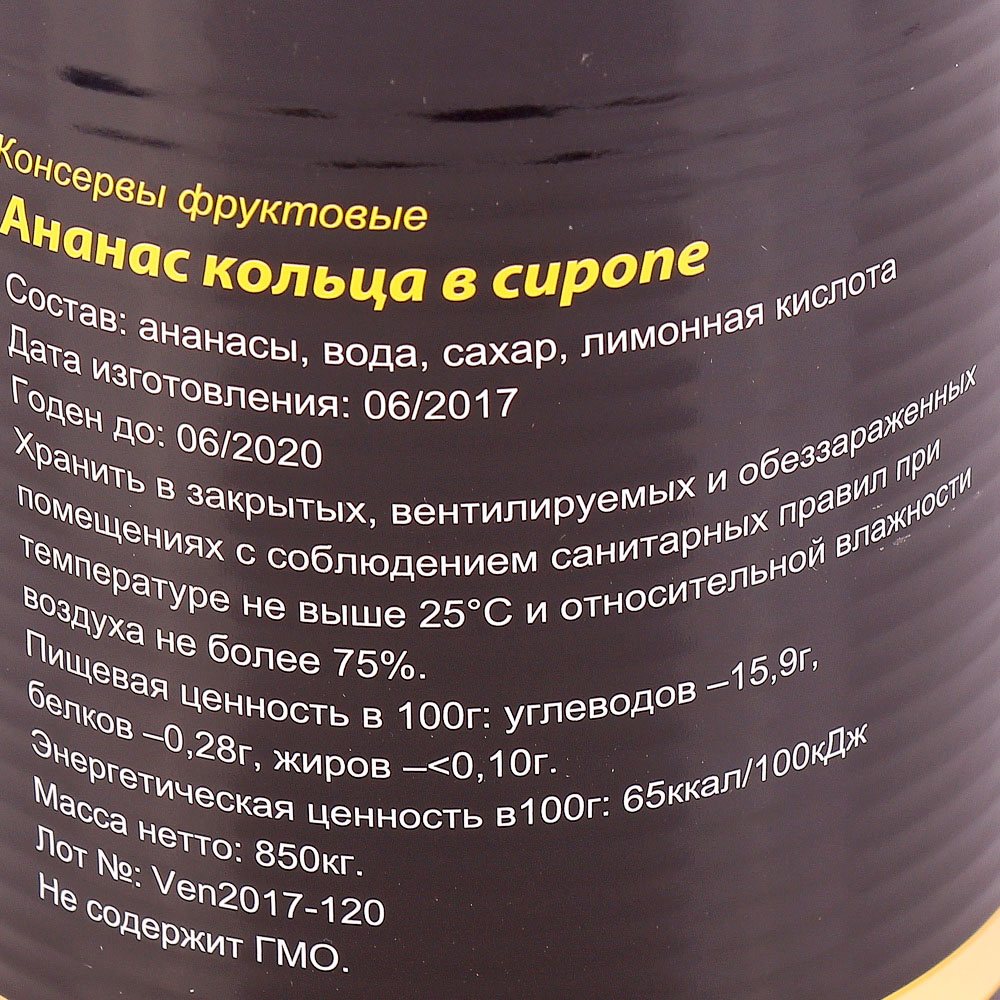 Консервы фруктовые
Ананас кольца в сиропе
Состав: ананасы, вода, сахар, лимонная кислота
Дата изготовления: 06/2017
Годен до: 06/2020
Хранить в закрытых, вентилируемых и обеззараженных
помещениях с соблюдением санитарных правил при
температуре не выше 25°С и относительной влажности
воздуха не более 75%.
Пищевая ценность в 100г: углеводов –15,9г,
белков –0,28г, жиров –<0,10г.
Энергетическая ценность в100г: 65ккал/100кДж
Масса нетто: 850кг.
Лот №: Ven2017-120
Не содержит ГМО.